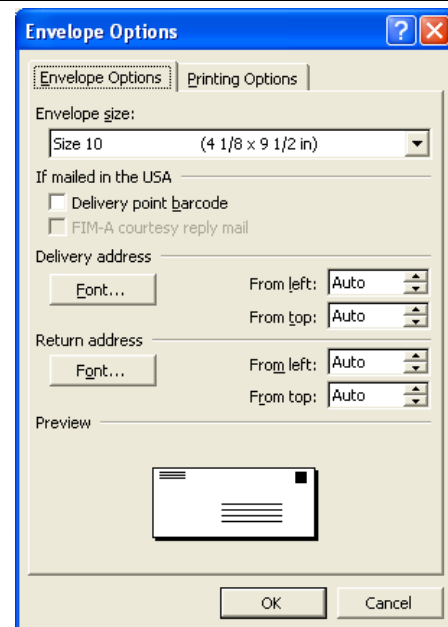 Envelope Options
Envelope Options Printing Options
Envelope size:
Size 10 (4 1/8 x 9 1/2 in)
If mailed in the USA
Delivery point barcode
FIM-A courtesy reply mail
Delivery address
Font... From left: Auto
From top: Auto
Return address
Font... From left: Auto
From top: Auto
Preview
OK Cancel